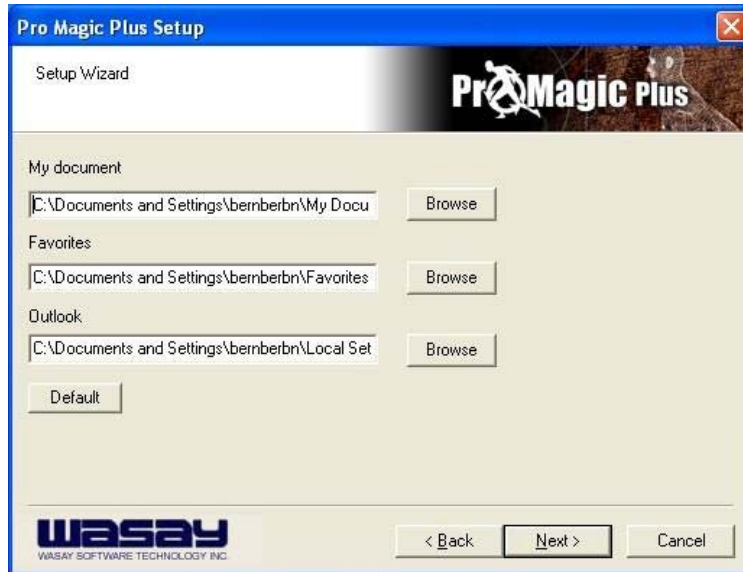 Pro Magic Plus Setup
Setup Wizard
Pro Magic Plus
My document
C:\Documents and Settings\bernberbn\My Docu
Browse
Favorites
C:\Documents and Settings\bernberbn\Favorites
Browse
Outlook
C:\Documents and Settings\bernberbn\Local Set
Browse
Default
wasay
WASAY SOFTWARE TECHNOLOGY INC.
< Back
Next >
Cancel